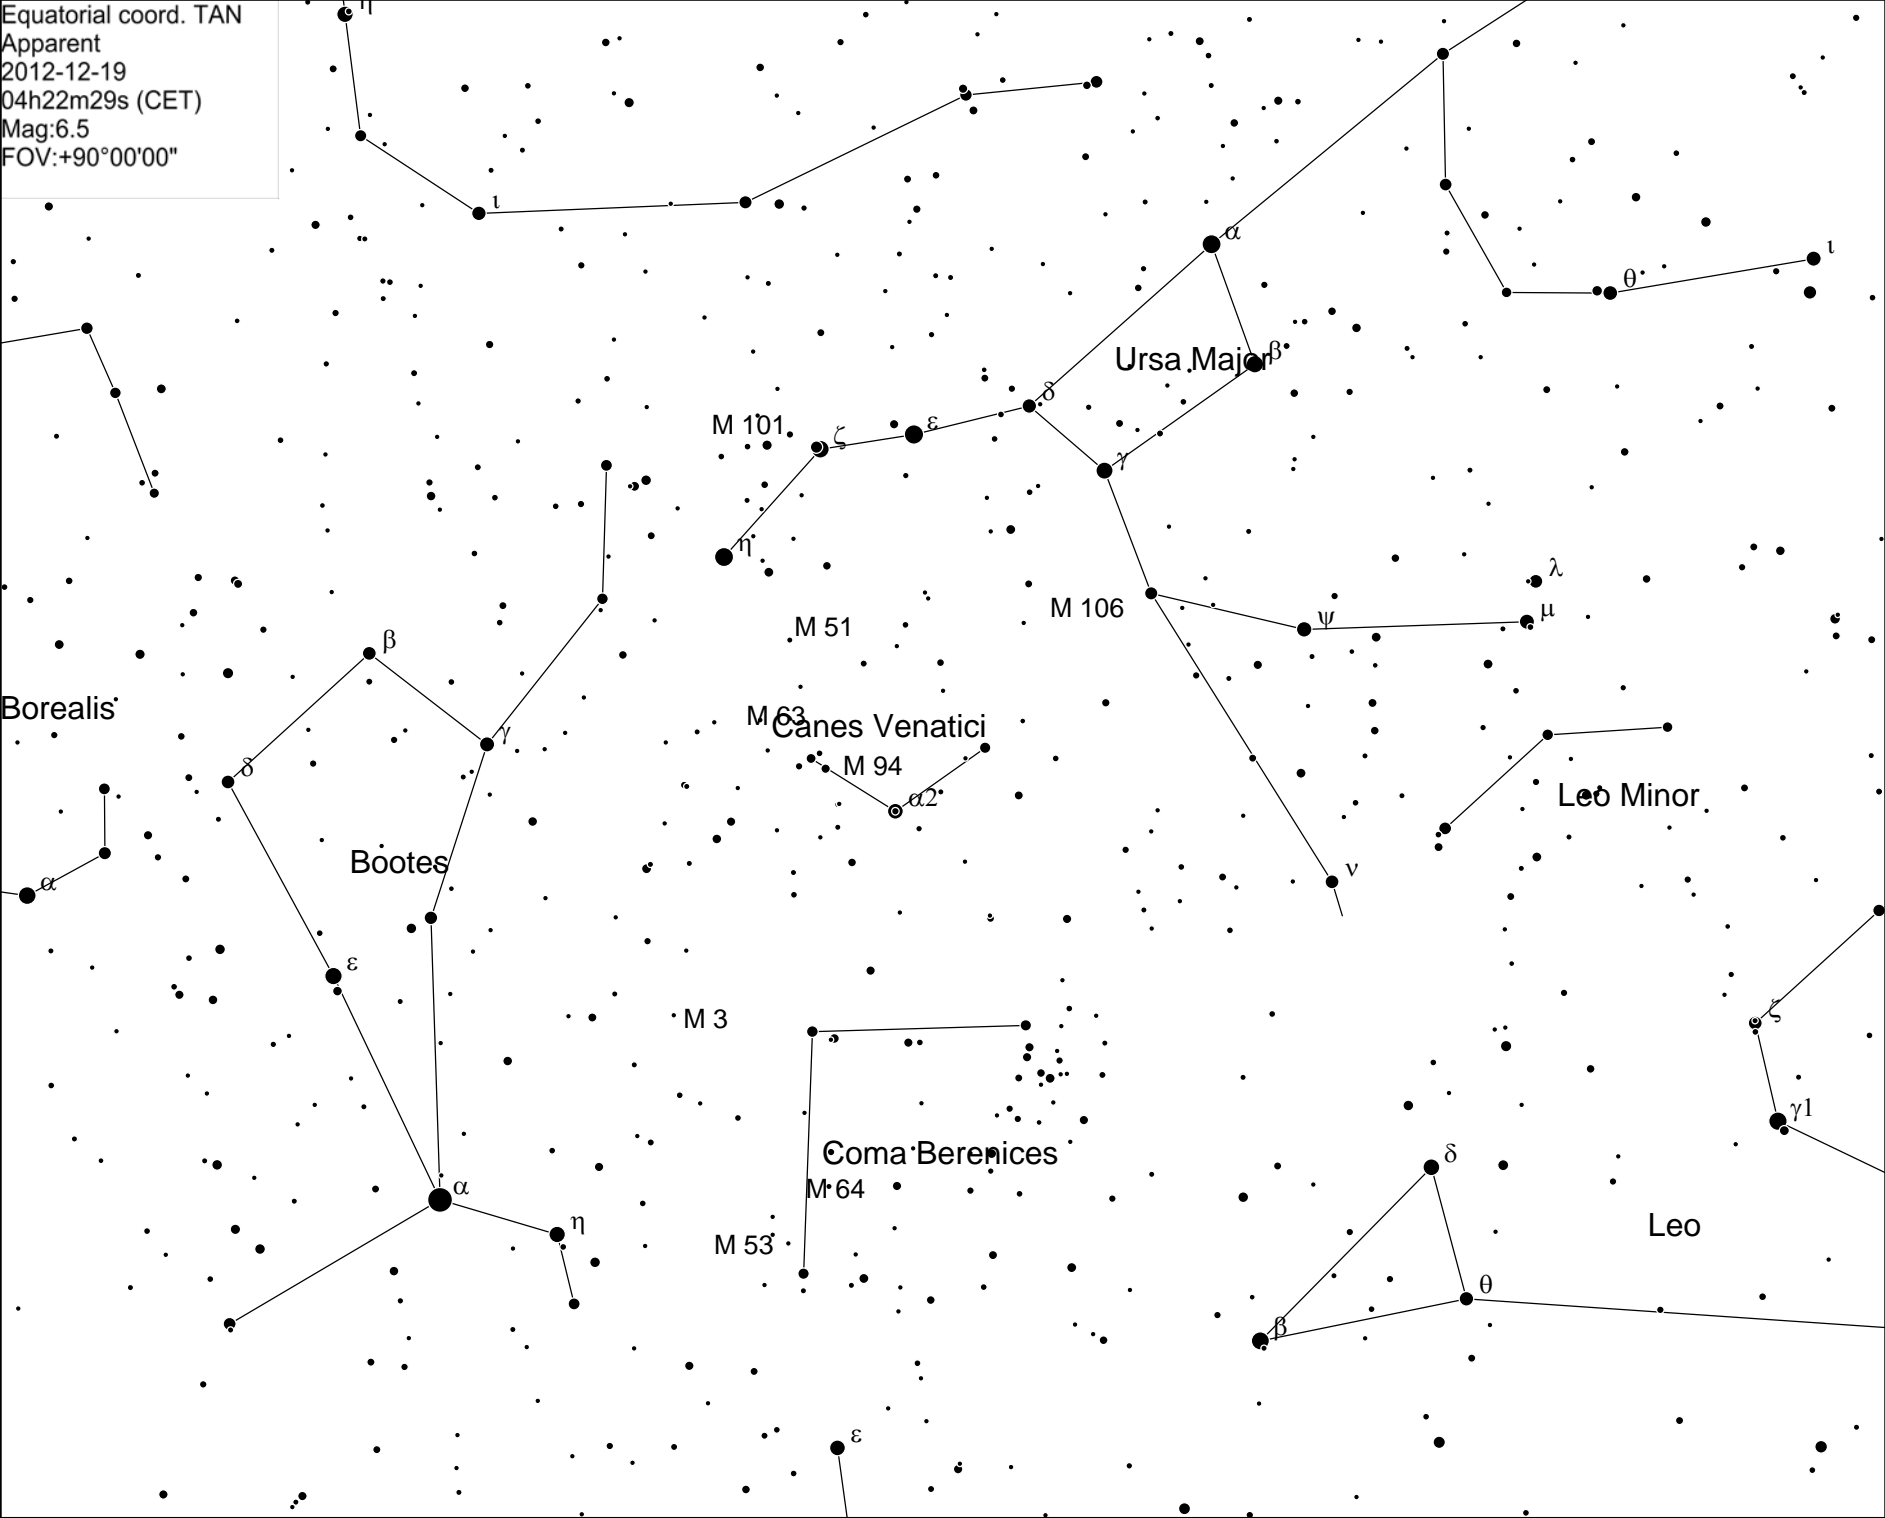 Equatorial coord. TAN
Apparent
2012-12-19
04h22m29s (CET)
Mag:6.5
FOV:+90°00'00"
η
ι
α
θ
ι
Ursa Major
β
δ
M 101
ζ
ε
γ
η
λ
M 106
μ
ψ
M 51
β
Borealis
M 63
Canes Venatici
γ
M 94
δ
α2
Leo Minor
Bootes
ν
α
ε
M 3
ζ
γ1
Coma Berenices
δ
M 64
α
η
Leo
M 53
θ
β
ε